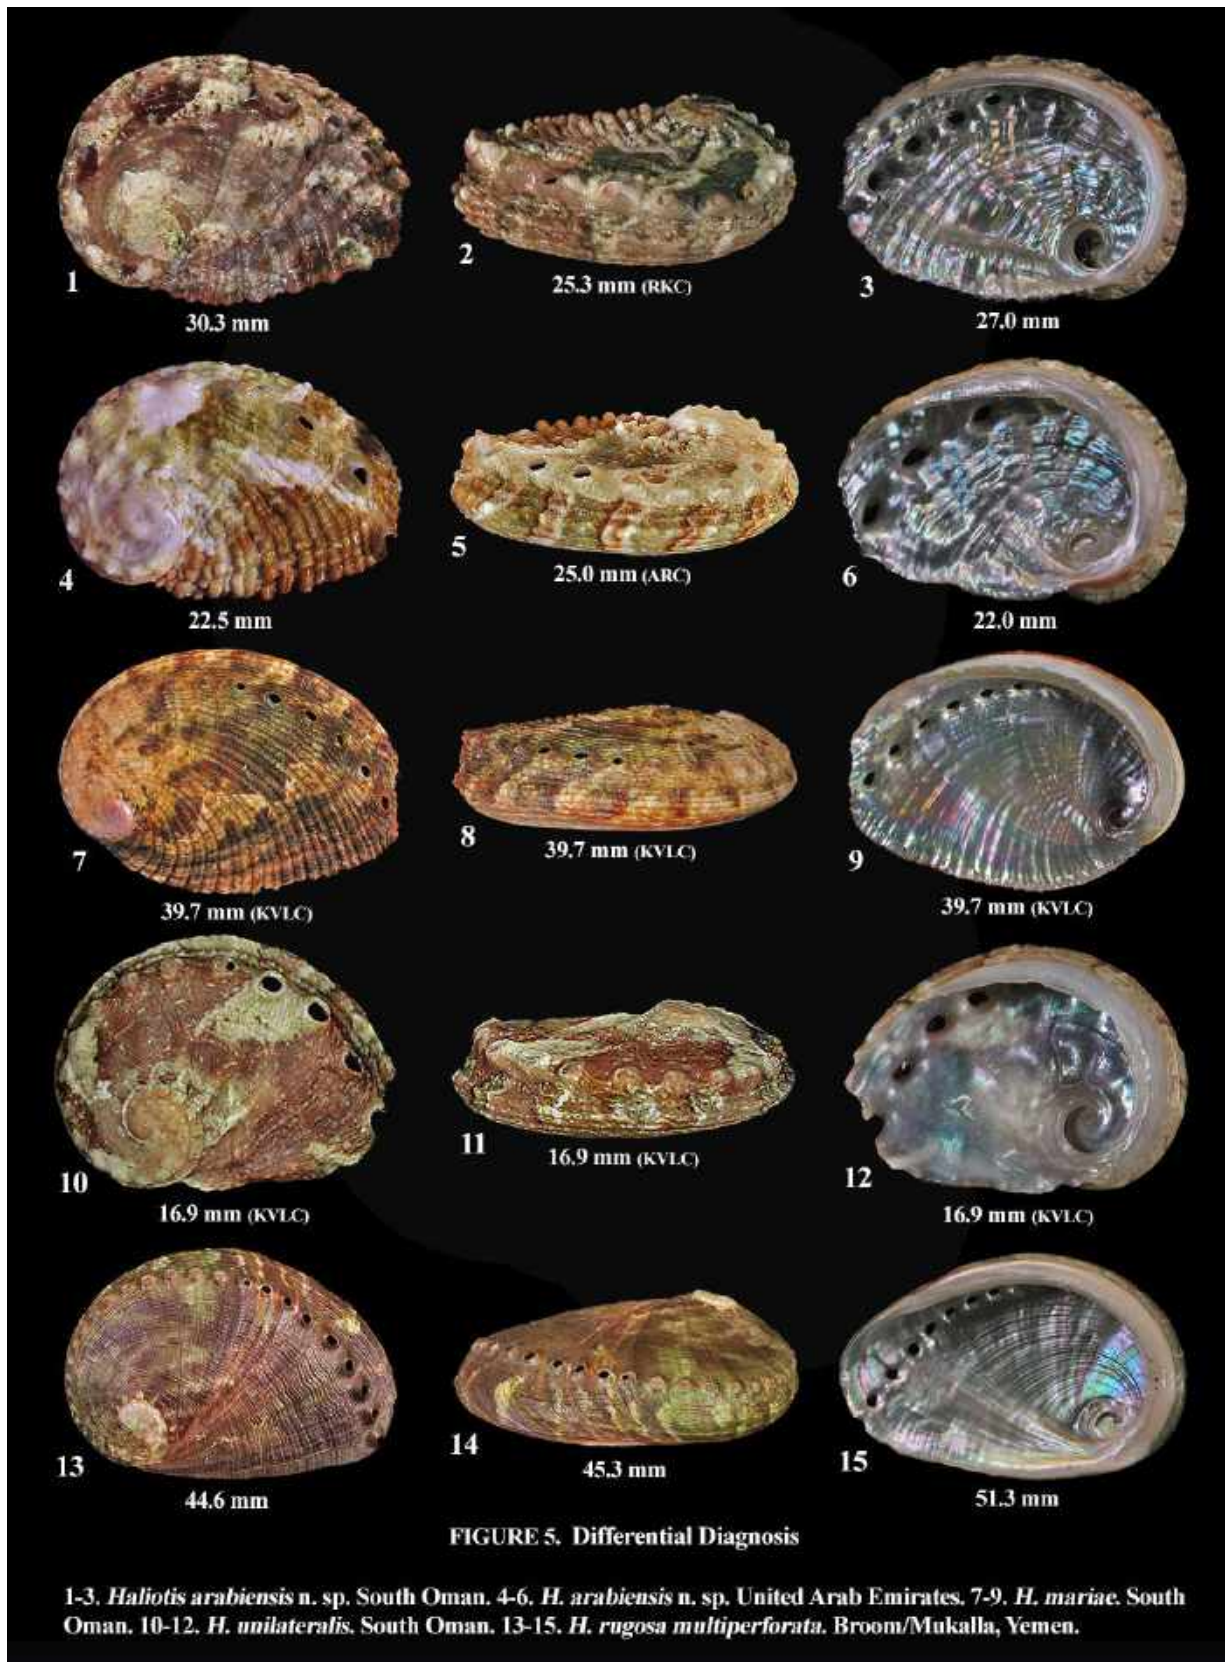 1
30.3 mm
2
25.3 mm (RKC)
3
27.0 mm
4
22.5 mm
5
25.0 mm (ARC)
6
22.0 mm
7
39.7 mm (KVLC)
8
39.7 mm (KVLC)
9
39.7 mm (KVLC)
10
16.9 mm (KVLC)
11
16.9 mm (KVLC)
12
16.9 mm (KVLC)
13
44.6 mm
14
45.3 mm
15
51.3 mm
FIGURE 5. Differential Diagnosis
1-3. Haliotis arabiensis n. sp. South Oman. 4-6. H. arabiensis n. sp. United Arab Emirates. 7-9. H. mariae. South
Oman. 10-12. H. unilateralis. South Oman. 13-15. H. rugosa multiperforata. Broom/Mukalla, Yemen.